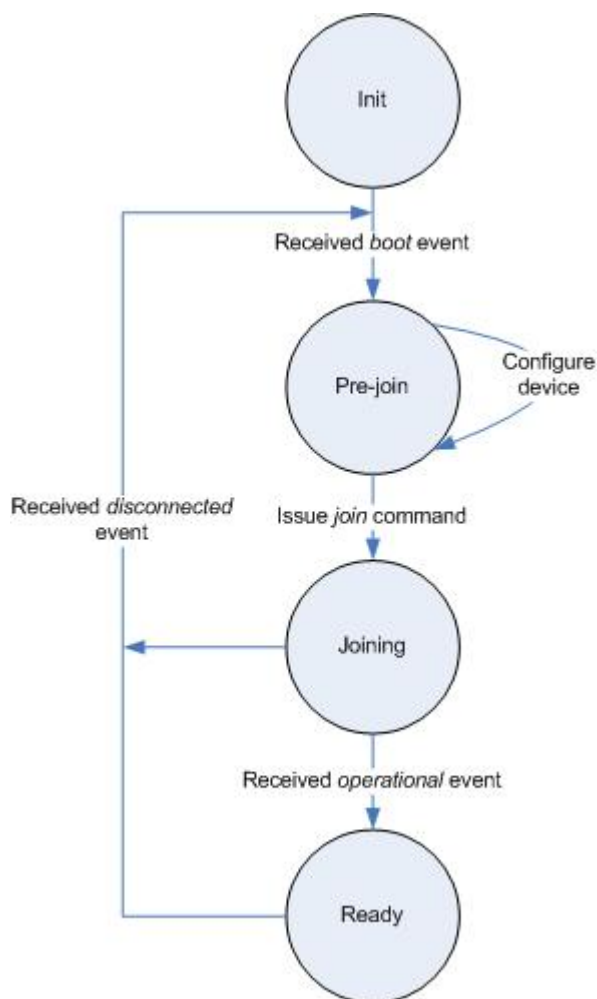 Init
Received boot event
Pre-join
Configure
device
Received disconnected
event
Issue join command
Joining
Received operational event
Ready